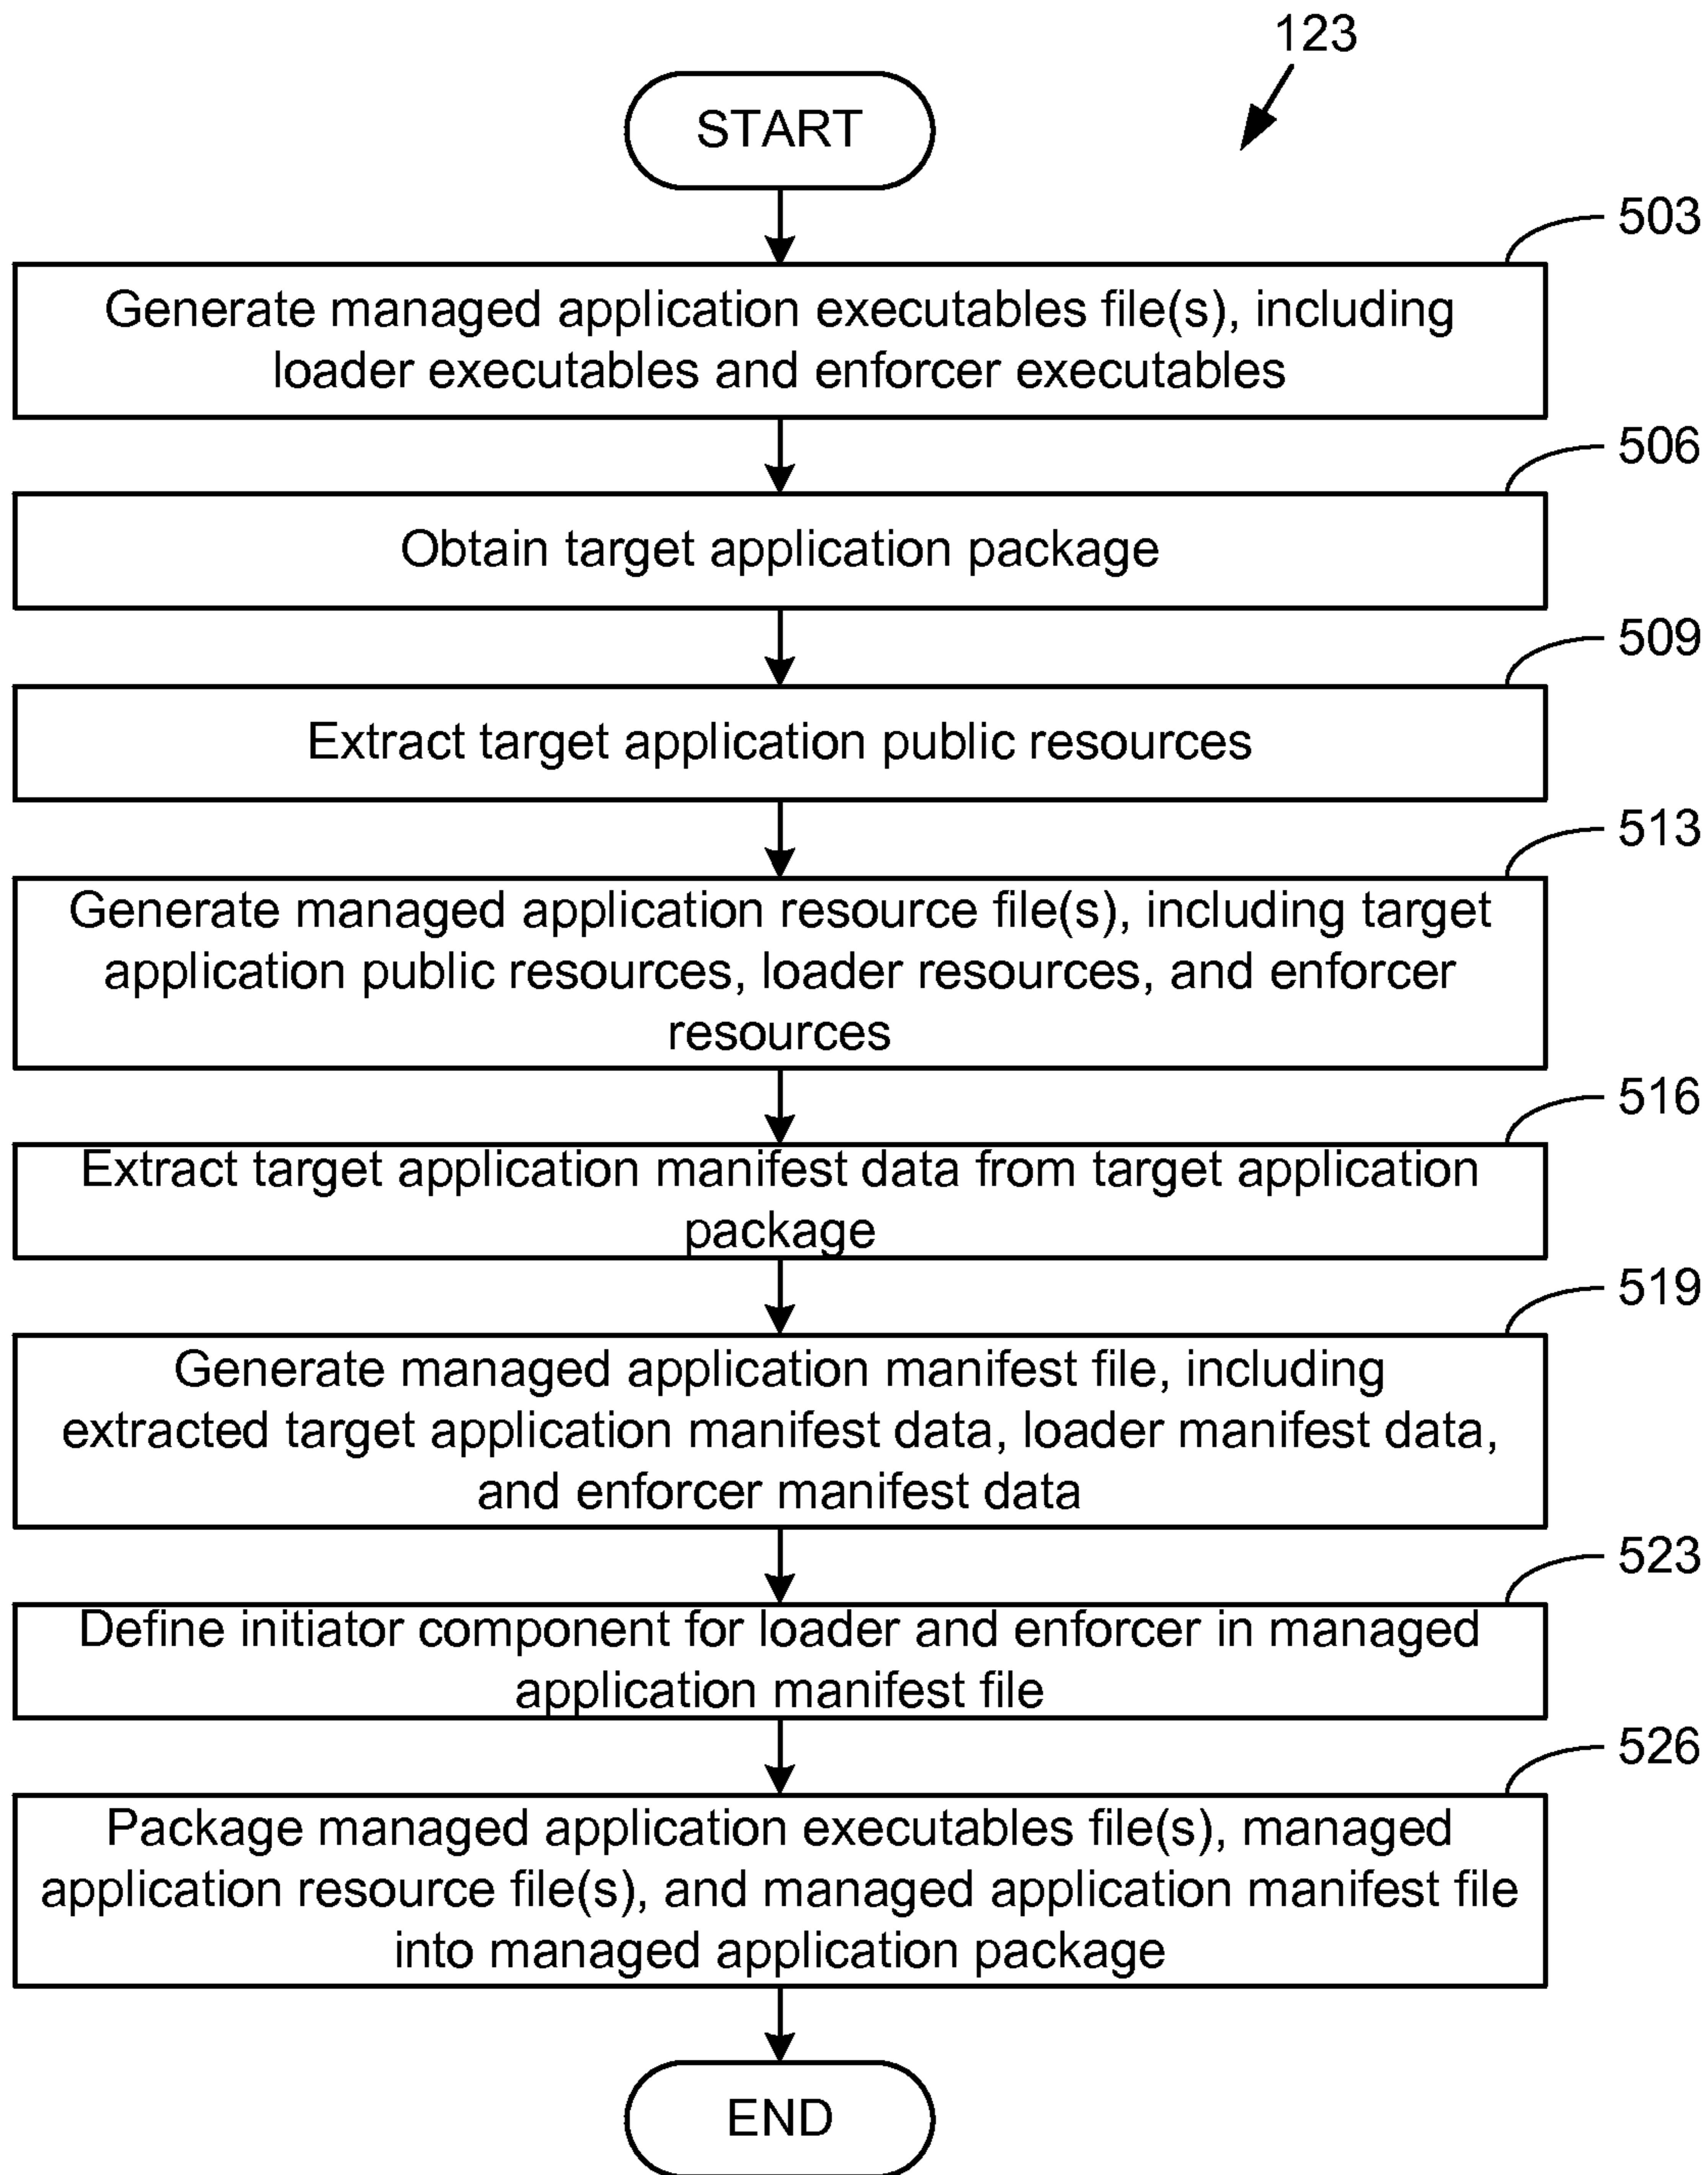 123
START
503
Generate managed application executables file(s), including
loader executables and enforcer executables
506
Obtain target application package
509
Extract target application public resources
513
Generate managed application resource file(s), including target
application public resources, loader resources, and enforcer
resources
516
Extract target application manifest data from target application
package
519
Generate managed application manifest file, including
extracted target application manifest data, loader manifest data,
and enforcer manifest data
523
Define initiator component for loader and enforcer in managed
application manifest file
526
Package managed application executables file(s), managed
application resource file(s), and managed application manifest file
into managed application package
END